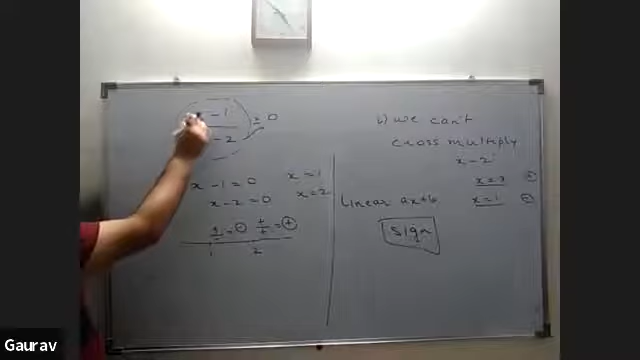 - 1
- 2
≥ 0
x - 1 = 0
x = 1
x - 2 = 0
x = 2
+/- = ⊖
+/+ = ⊕
1
2
b) We can't
cross multiply
x - 2
x = 3
x = 1
Linear ax+b
Sign
Gaurav